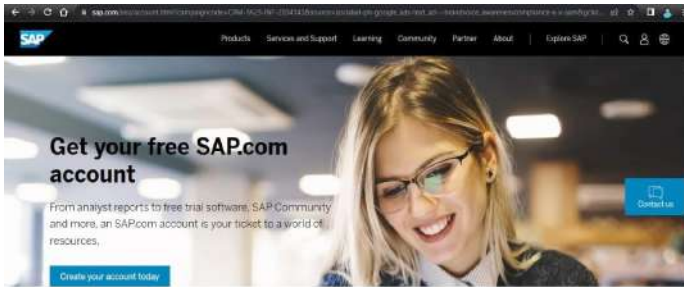 SAP
Products Services and Support Learning Community Partner About Explore SAP
Get your free SAP.com
account
From analyst reports to free trial software, SAP Community
and more, an SAP.com account is your ticket to a world of
resources.
Contact us
Create your account today